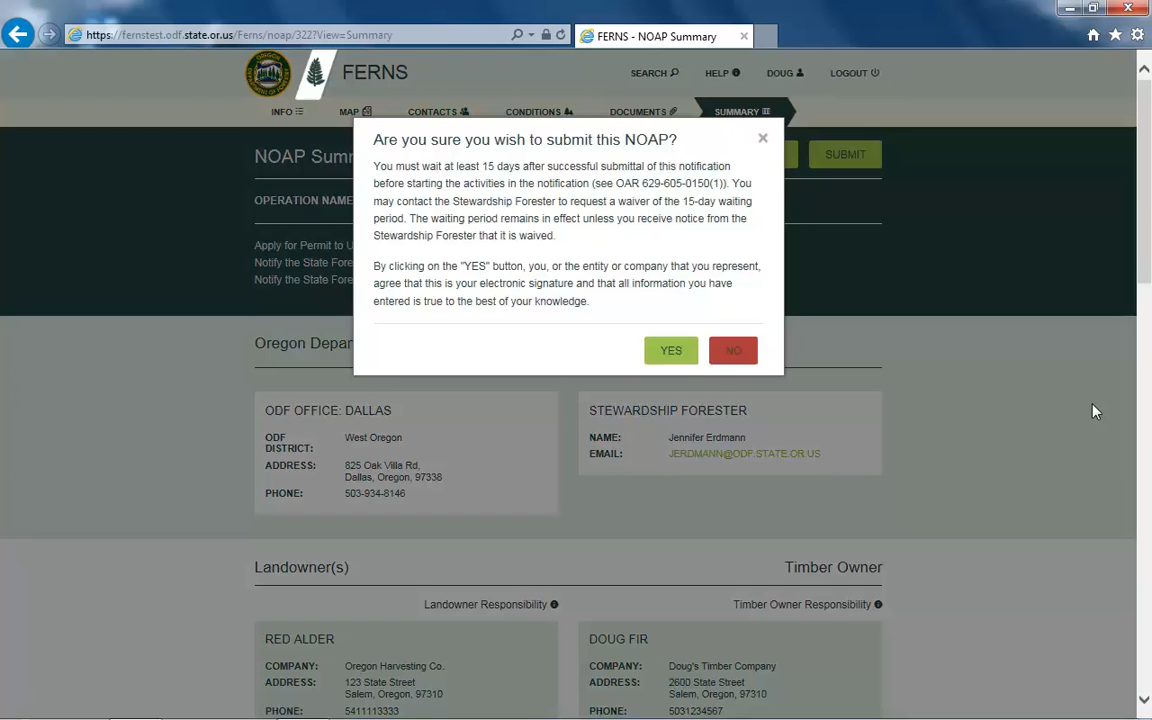 https://fernstest.odf.state.or.us/Ferns/noap/322?View=Summary
FERNS - NOAP Summary
FERNS
SEARCH
HELP
DOUG
LOGOUT
INFO
MAP
CONTACTS
CONDITIONS
DOCUMENTS
SUMMARY
NOAP Summ
SUBMIT
OPERATION NAME
Apply for Permit to U
Notify the State Fore
Notify the State Fore
Are you sure you wish to submit this NOAP?
You must wait at least 15 days after successful submittal of this notification
before starting the activities in the notification (see OAR 629-605-0150(1)). You
may contact the Stewardship Forester to request a waiver of the 15-day waiting
period. The waiting period remains in effect unless you receive notice from the
Stewardship Forester that it is waived.
By clicking on the "YES" button, you, or the entity or company that you represent,
agree that this is your electronic signature and that all information you have
entered is true to the best of your knowledge.
YES
NO
Oregon Depar
ODF OFFICE: DALLAS
ODF DISTRICT: West Oregon
ADDRESS: 825 Oak Villa Rd,
Dallas, Oregon, 97338
PHONE: 503-934-8146
STEWARDSHIP FORESTER
NAME: Jennifer Erdmann
EMAIL: JERDMANN@ODF.STATE.OR.US
Landowner(s)
Timber Owner
Landowner Responsibility
Timber Owner Responsibility
RED ALDER
COMPANY: Oregon Harvesting Co.
ADDRESS: 123 State Street
Salem, Oregon, 97310
PHONE: 5411113333
DOUG FIR
COMPANY: Doug's Timber Company
ADDRESS: 2600 State Street
Salem, Oregon, 97310
PHONE: 5031234567